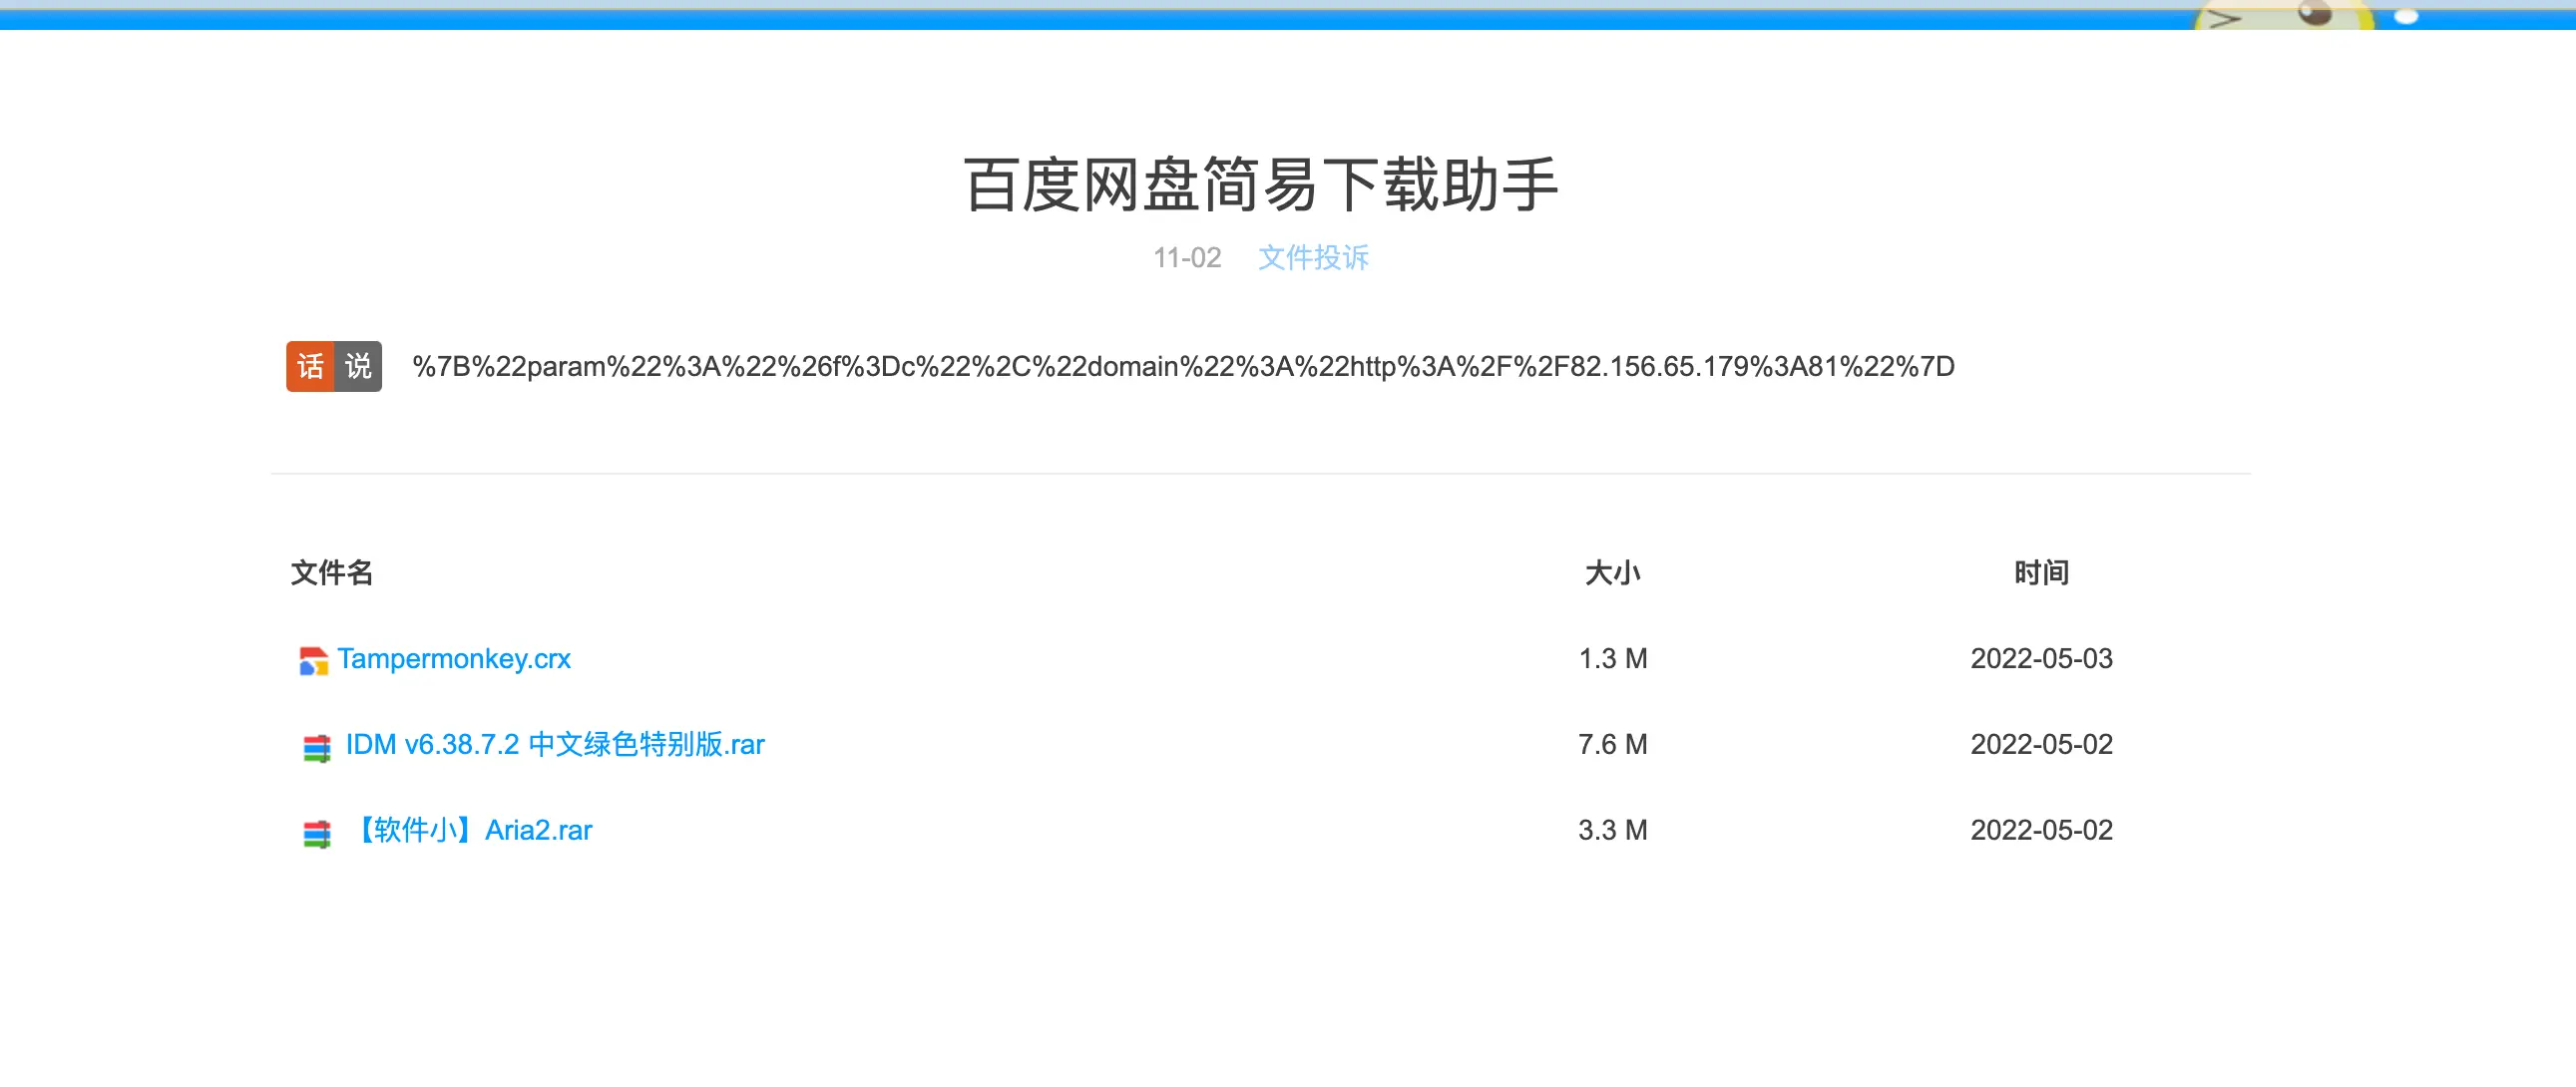 百度网盘简易下载助手
11-02 文件投诉
话说 %7B%22param%22%3A%22%26f%3Dc%22%2C%22domain%22%3A%22http%3A%2F%2F82.156.65.179%3A81%22%7D
文件名 大小 时间
Tampermonkey.crx 1.3 M 2022-05-03
IDM v6.38.7.2 中文绿色特别版.rar 7.6 M 2022-05-02
【软件小】Aria2.rar 3.3 M 2022-05-02